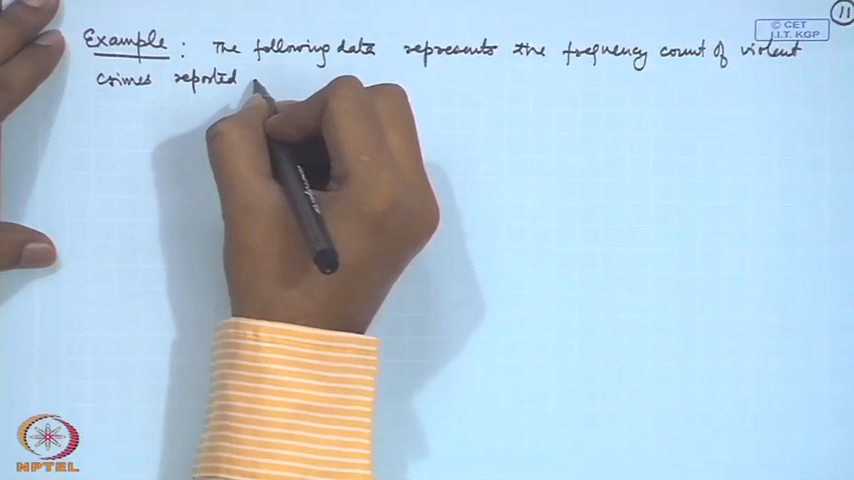 11
© CET
I.I.T. KGP
Example : The following data represents the frequency count of violent
crimes reported
NPTEL